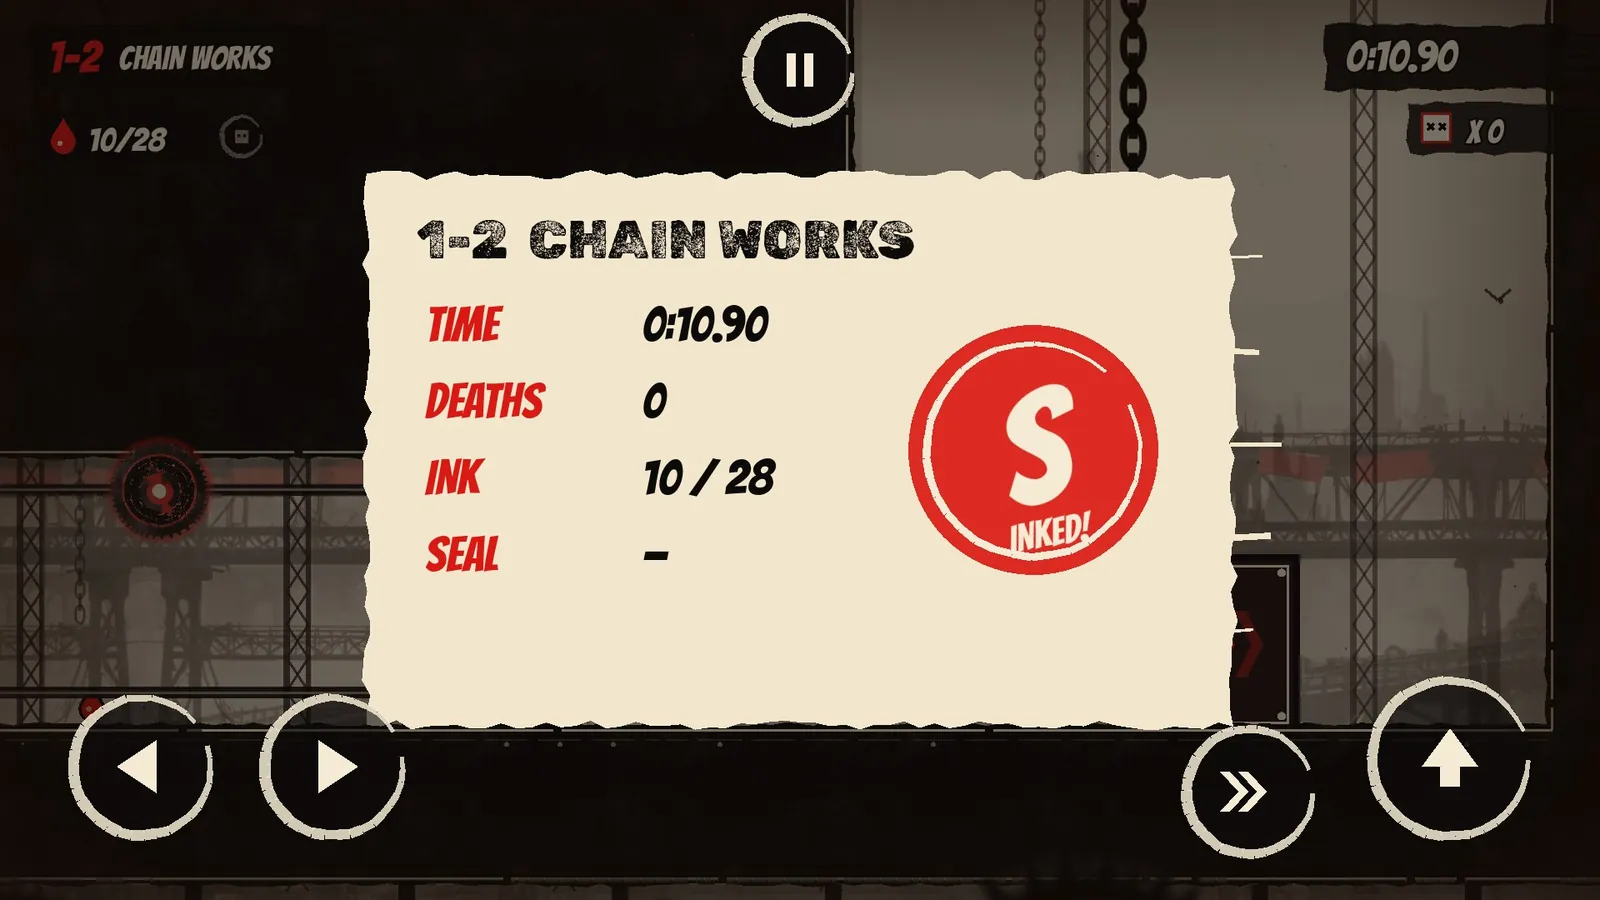 1-2 CHAIN WORKS
10/28
0:10.90
X 0
1-2 CHAIN WORKS
TIME 0:10.90
DEATHS 0
INK 10 / 28
SEAL –
S
INKED!